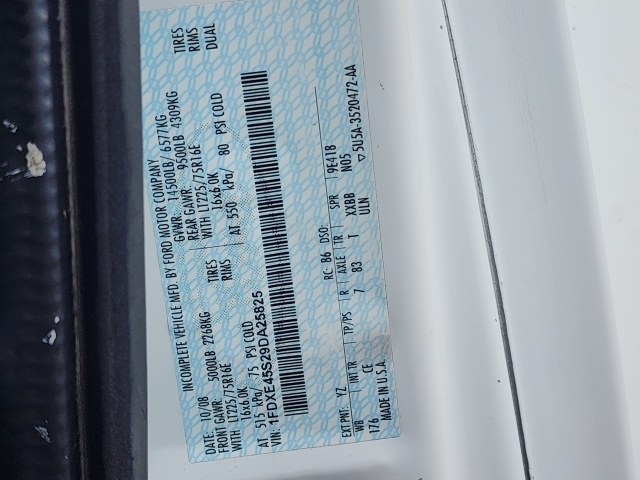 INCOMPLETE VEHICLE MFD. BY FORD MOTOR COMPANY
DATE: 10/08 GVWR: 14500LB/ 6577KG
FRONT GAWR: 5000LB 2268KG REAR GAWR: 9500LB 4309KG
WITH LT225/75R16E TIRES WITH LT225/75R16E TIRES
16x6.0K RIMS 16x6.0K RIMS
AT 515 kPa/ 75 PSI COLD AT 550 kPa/ 80 PSI COLD DUAL
VIN: 1FDXE45S29DA25825
EXT PNT: YZ RC: 86 DSO:
WB INT TR TP/PS R AXLE TR SPR 9E418
176 CE 7 83 T XXBB N05
MADE IN U.S.A. ULN ▽5U5A-3520472-AA